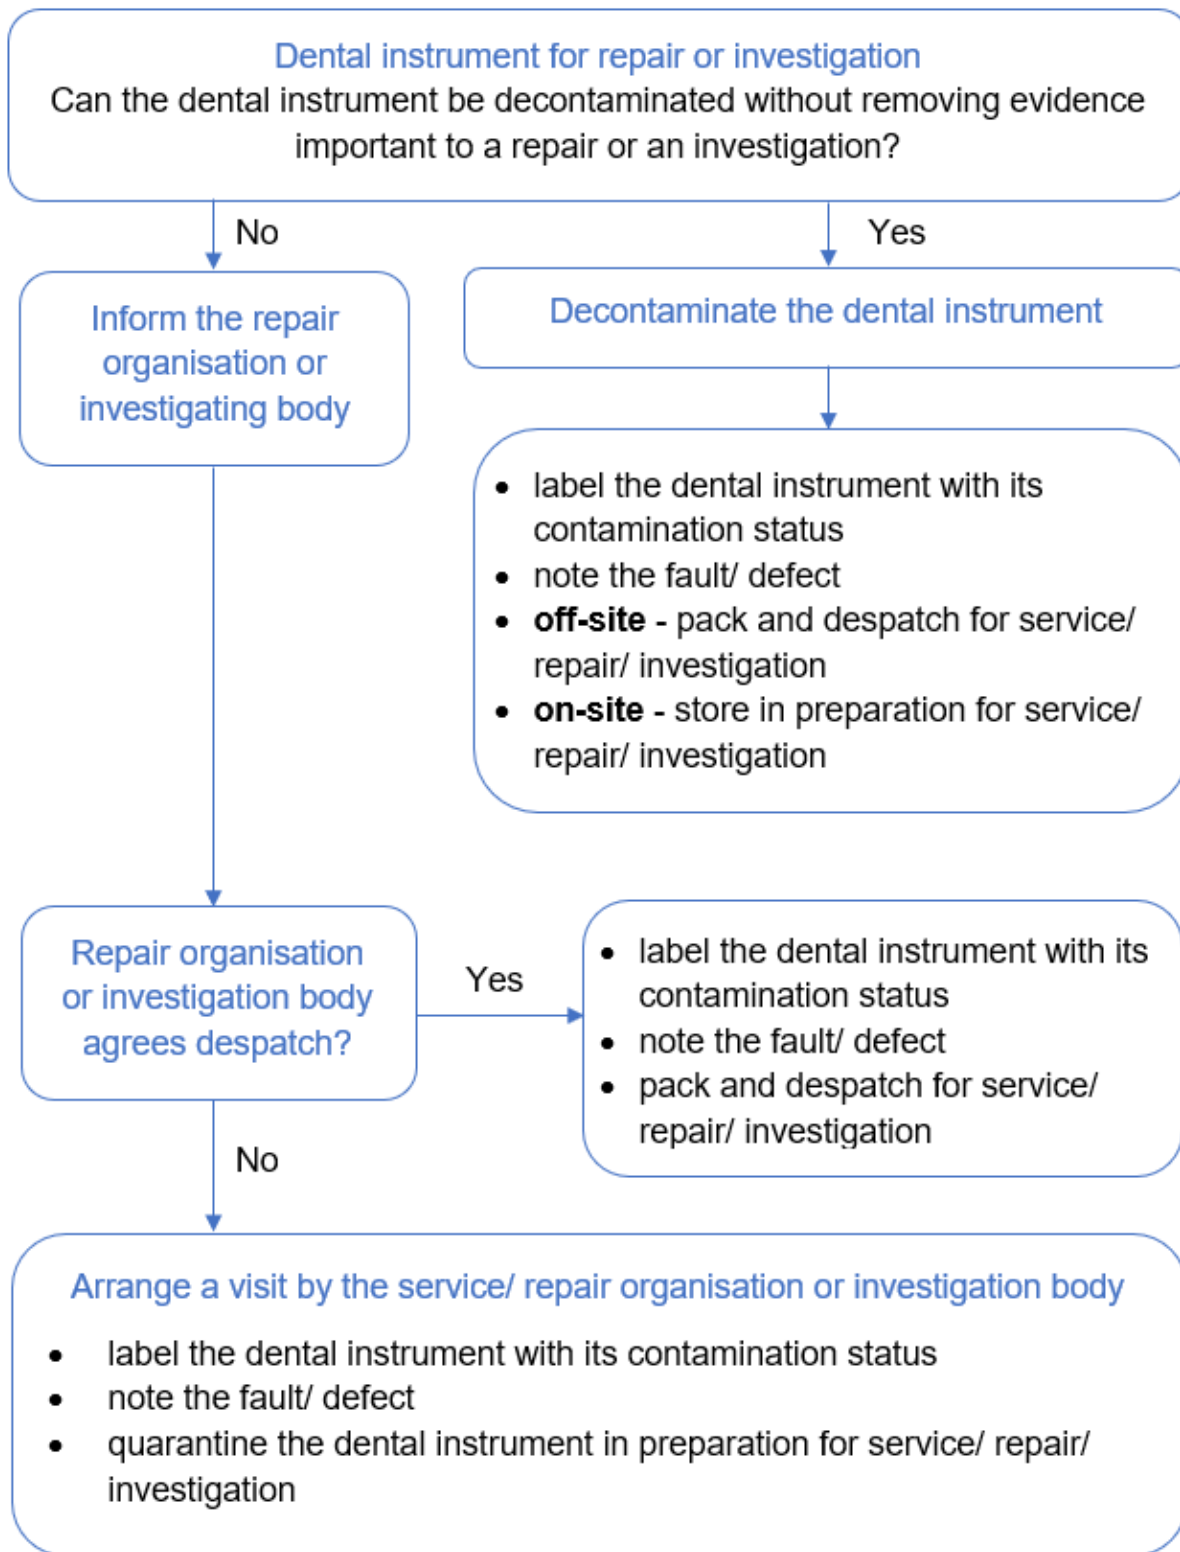 Dental instrument for repair or investigation
Can the dental instrument be decontaminated without removing evidence
important to a repair or an investigation?
No
Yes
Inform the repair
organisation or
investigating body
Decontaminate the dental instrument
• label the dental instrument with its
contamination status
• note the fault/ defect
• off-site - pack and despatch for service/
repair/ investigation
• on-site - store in preparation for service/
repair/ investigation
Repair organisation
or investigation body
agrees despatch?
Yes
• label the dental instrument with its
contamination status
• note the fault/ defect
• pack and despatch for service/
repair/ investigation
No
Arrange a visit by the service/ repair organisation or investigation body
• label the dental instrument with its contamination status
• note the fault/ defect
• quarantine the dental instrument in preparation for service/ repair/
investigation